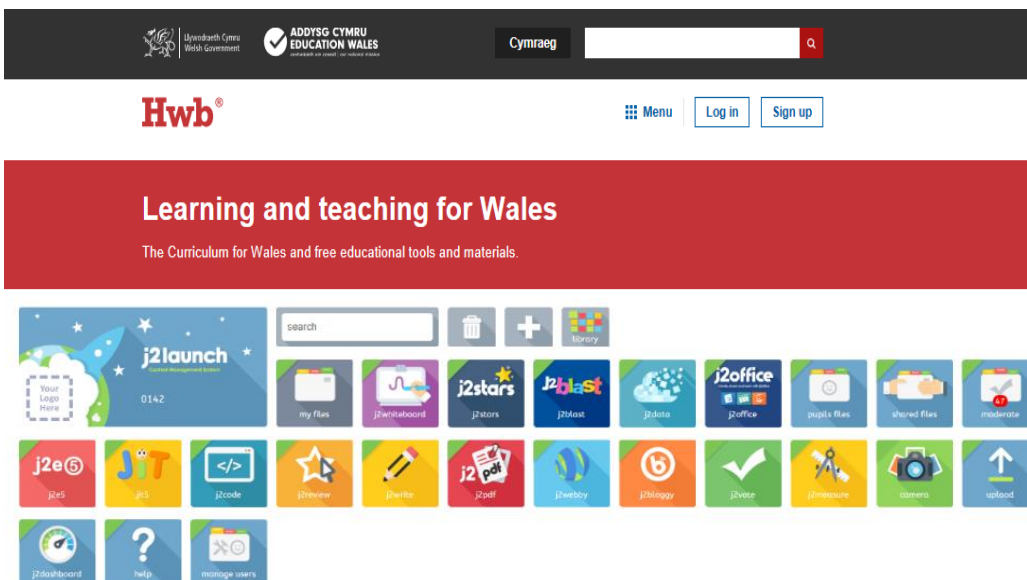 Llywodraeth Cymru
Welsh Government
ADDYSG CYMRU
EDUCATION WALES
Cymraeg
Hwb®
Menu
Log in
Sign up
Learning and teaching for Wales
The Curriculum for Wales and free educational tools and materials.
j2launch
Content Management System
Your
Logo
Here
0142
search
library
my files
j2whiteboard
j2stars
j2stars
j2blast
j2blast
j2data
j2office
j2office
pupils files
shared files
47
moderate
j2e5
j2e5
JiT
jit5
</>
j2code
j2review
j2write
j2 pdf
j2pdf
j2webby
b
j2bloggy
j2vote
j2measure
camera
upload
j2dashboard
?
help
manage users